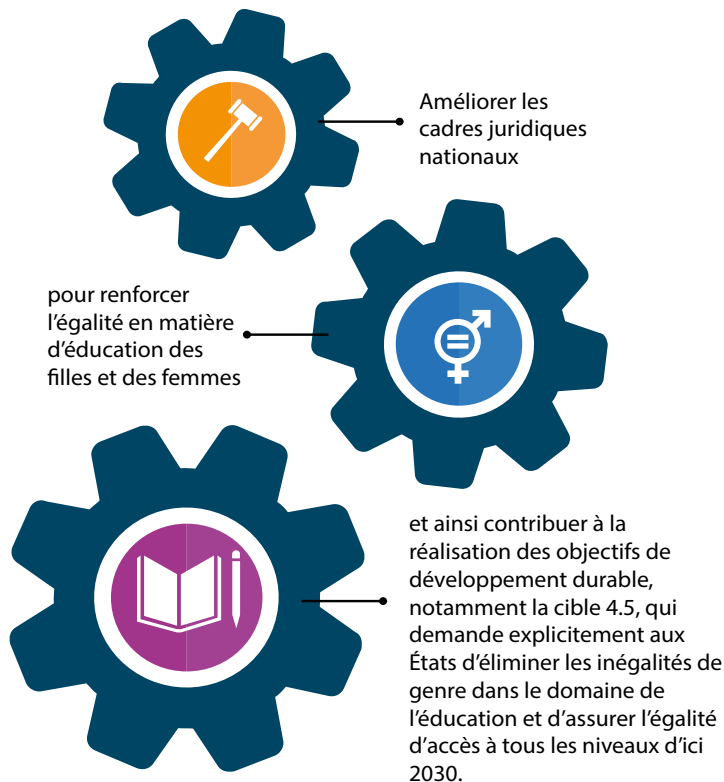 Améliorer les
cadres juridiques
nationaux
pour renforcer
l'égalité en matière
d'éducation des
filles et des femmes
et ainsi contribuer à la
réalisation des objectifs de
développement durable,
notamment la cible 4.5, qui
demande explicitement aux
États d'éliminer les inégalités de
genre dans le domaine de
l'éducation et d'assurer l'égalité
d'accès à tous les niveaux d'ici
2030.